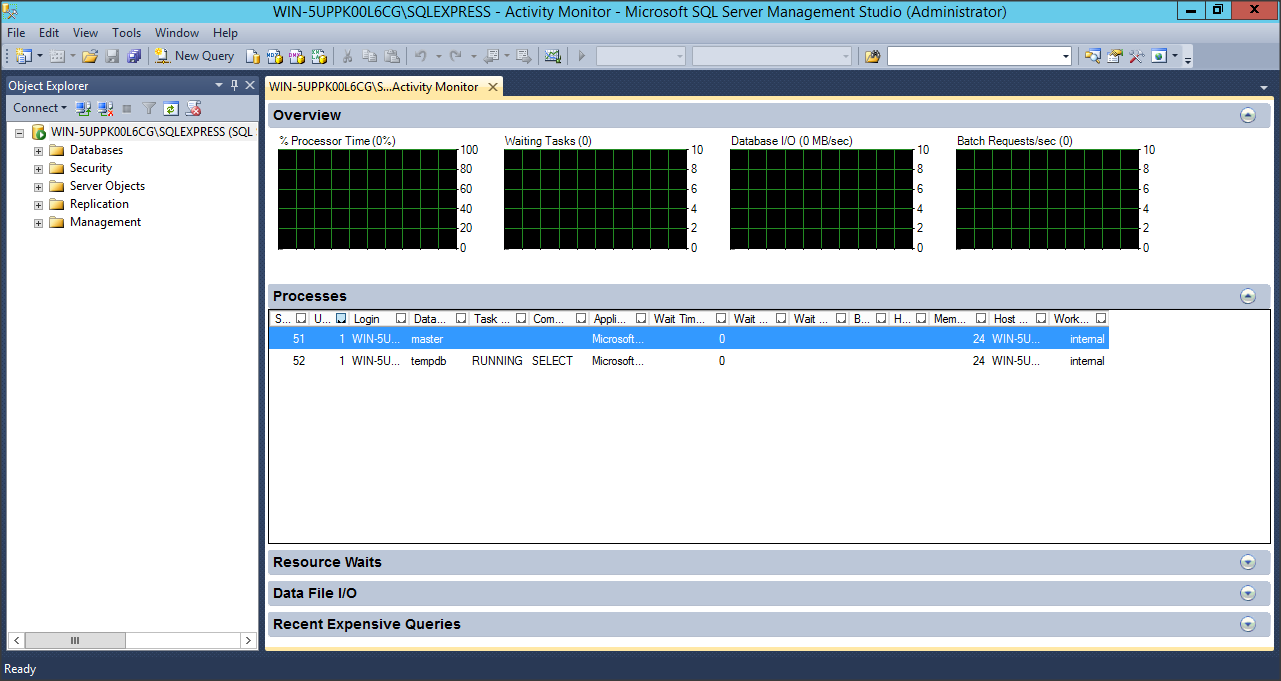 WIN-5UPPK00L6CG\SQLEXPRESS - Activity Monitor - Microsoft SQL Server Management Studio (Administrator)
File Edit View Tools Window Help
New Query
Object Explorer
Connect
WIN-5UPPK00L6CG\SQLEXPRESS (SQL
Databases
Security
Server Objects
Replication
Management
WIN-5UPPK00L6CG\S...Activity Monitor
Overview
% Processor Time (0%)
100
80
60
40
20
0
Waiting Tasks (0)
10
8
6
4
2
0
Database I/O (0 MB/sec)
10
8
6
4
2
0
Batch Requests/sec (0)
10
8
6
4
2
0
Processes
S... U... Login Data... Task ... Com... Appli... Wait Tim... Wait ... Wait ... B... H... Mem... Host ... Work...
51 1 WIN-5U... master Microsoft... 0 24 WIN-5U... internal
52 1 WIN-5U... tempdb RUNNING SELECT Microsoft... 0 24 WIN-5U... internal
Resource Waits
Data File I/O
Recent Expensive Queries
Ready